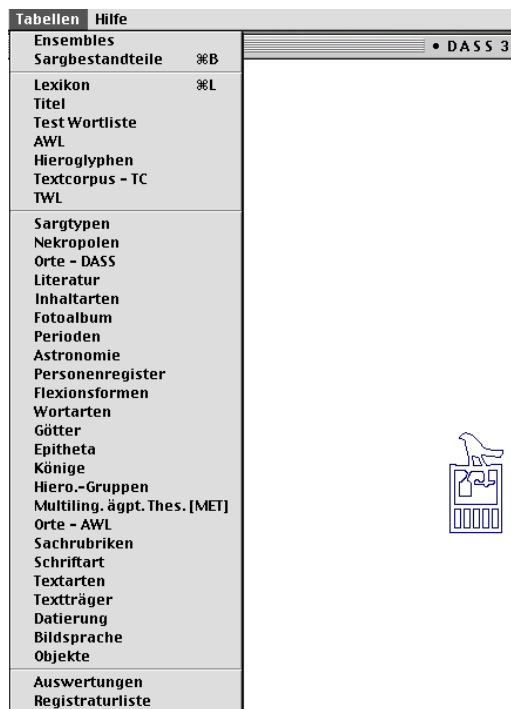 Tabellen Hilfe
• DASS 3
Ensembles
Sargbestandteile ⌘B
Lexikon ⌘L
Titel
Test Wortliste
AWL
Hieroglyphen
Textcorpus - TC
TWL
Sargtypen
Nekropolen
Orte - DASS
Literatur
Inhaltarten
Fotoalbum
Perioden
Astronomie
Personenregister
Flexionsformen
Wortarten
Götter
Epitheta
Könige
Hiero.-Gruppen
Multiling. ägpt. Thes. [MET]
Orte - AWL
Sachrubriken
Schriftart
Textarten
Textträger
Datierung
Bildsprache
Objekte
Auswertungen
Registraturliste